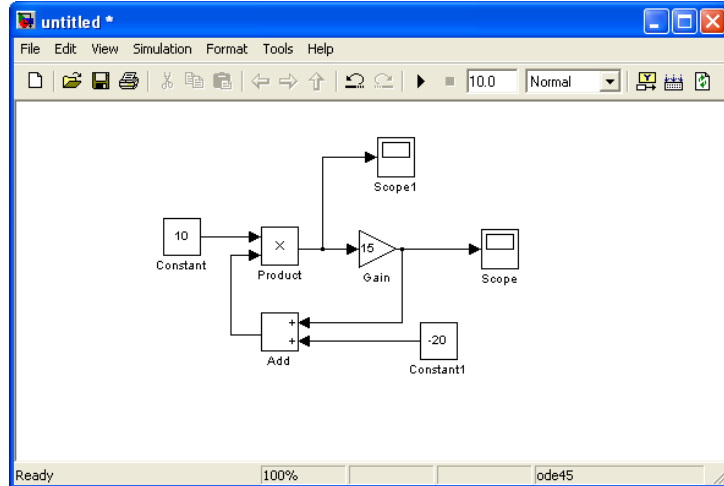 untitled *
File Edit View Simulation Format Tools Help
10.0 Normal
Scope1
10
Constant
×
Product
15
Gain
Scope
+
+
Add
-20
Constant1
Ready 100% ode45